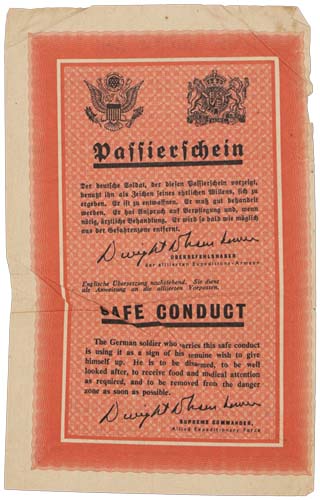 Passierschein
Der deutsche Soldat, der diesen Passierschein vorzeigt,
benutzt ihn als Zeichen seines ehrlichen Willens, sich zu
ergeben. Er ist zu entwaffnen. Er muß gut behandelt
werden. Er hat Anspruch auf Verpflegung und, wenn
nötig, ärztliche Behandlung. Er wird so bald wie möglich
aus der Gefahrenzone entfernt.
Dwight D Eisenhower
OBERBEFEHLSHABER
der alliierten Expeditions-Armeen
Englische Übersetzung nachstehend. Sie dient
als Anweisung an die alliierten Vorposten.
SAFE CONDUCT
The German soldier who carries this safe conduct
is using it as a sign of his genuine wish to give
himself up. He is to be disarmed, to be well
looked after, to receive food and medical attention
as required, and to be removed from the danger
zone as soon as possible.
Dwight D Eisenhower
SUPREME COMMANDER,
Allied Expeditionary Force